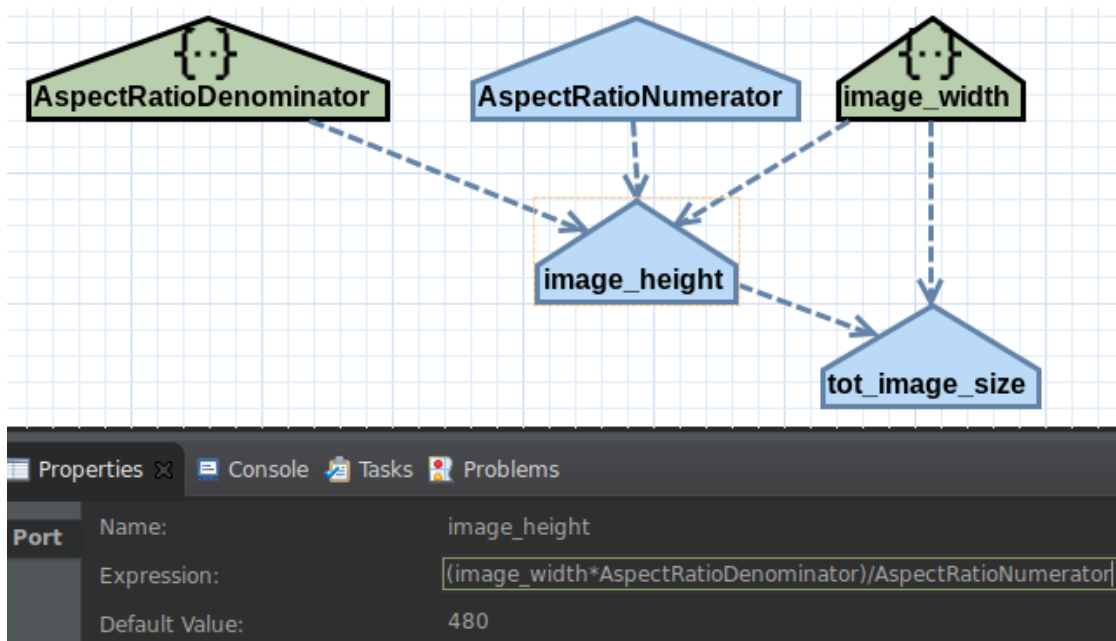 {··}
{··}
AspectRatioDenominator
AspectRatioNumerator
image_width
image_height
tot_image_size
Properties
Console
Tasks
Problems
Port
Name:
image_height
Expression:
(image_width*AspectRatioDenominator)/AspectRatioNumerator
Default Value:
480